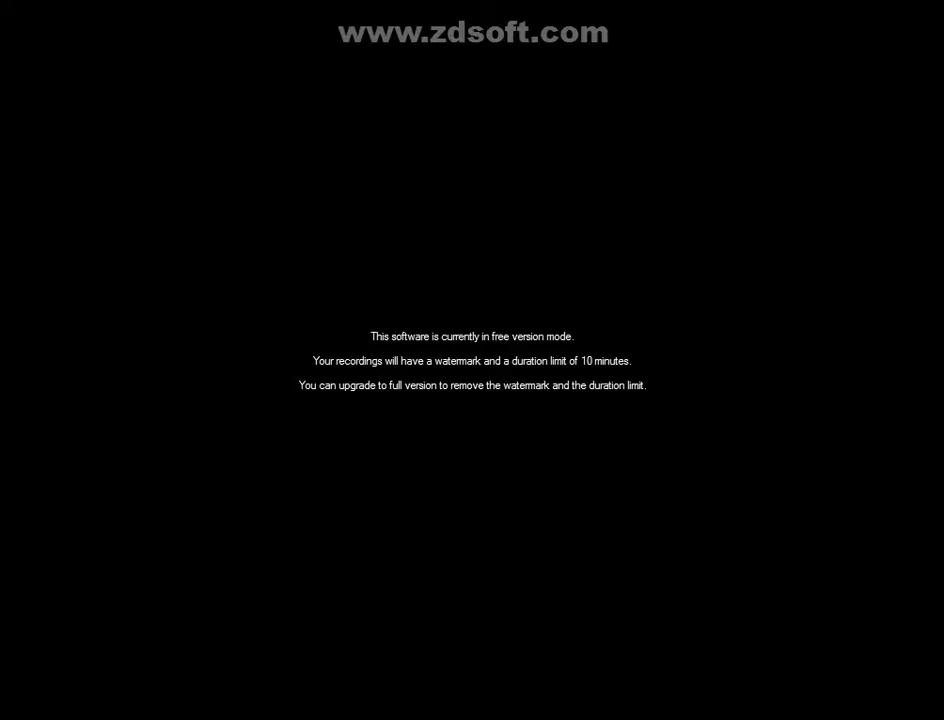 www.zdsoft.com
This software is currently in free version mode.
Your recordings will have a watermark and a duration limit of 10 minutes.
You can upgrade to full version to remove the watermark and the duration limit.